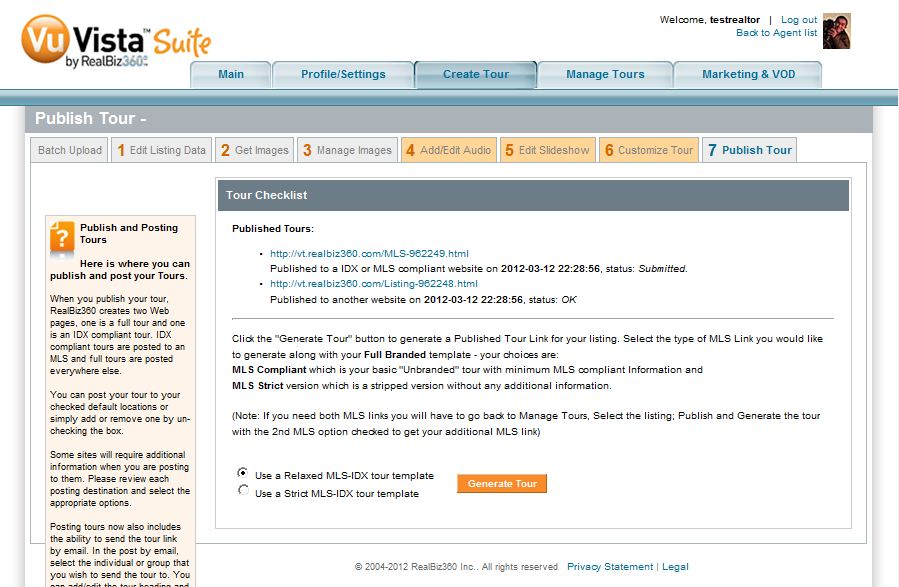 Welcome, testrealtor | Log out
Back to Agent list
Vu Vista™ Suite
by RealBiz360
Main
Profile/Settings
Create Tour
Manage Tours
Marketing & VOD
Publish Tour -
Batch Upload
1 Edit Listing Data
2 Get Images
3 Manage Images
4 Add/Edit Audio
5 Edit Slideshow
6 Customize Tour
7 Publish Tour
?
Publish and Posting
Tours
Here is where you can
publish and post your Tours.
When you publish your tour,
RealBiz360 creates two Web
pages, one is a full tour and one
is an IDX compliant tour. IDX
compliant tours are posted to an
MLS and full tours are posted
everywhere else.
You can post your tour to your
checked default locations or
simply add or remove one by un-
checking the box.
Some sites will require additional
information when you are posting
to them. Please review each
posting destination and select the
appropriate options.
Posting tours now also includes
the ability to send the tour link
by email. In the post by email,
select the individual or group that
you wish to send the tour to. You
can add/edit the tour heading and
Tour Checklist
Published Tours:
• http://vt.realbiz360.com/MLS-962249.html
Published to a IDX or MLS compliant website on 2012-03-12 22:28:56, status: Submitted.
• http://vt.realbiz360.com/Listing-962248.html
Published to another website on 2012-03-12 22:28:56, status: OK
Click the "Generate Tour" button to generate a Published Tour Link for your listing. Select the type of MLS Link you would like
to generate along with your Full Branded template - your choices are:
MLS Compliant which is your basic "Unbranded" tour with minimum MLS compliant Information and
MLS Strict version which is a stripped version without any additional information.
(Note: If you need both MLS links you will have to go back to Manage Tours, Select the listing; Publish and Generate the tour
with the 2nd MLS option checked to get your additional MLS link)
Use a Relaxed MLS-IDX tour template
Use a Strict MLS-IDX tour template
Generate Tour
© 2004-2012 RealBiz360 Inc.. All rights reserved Privacy Statement | Legal